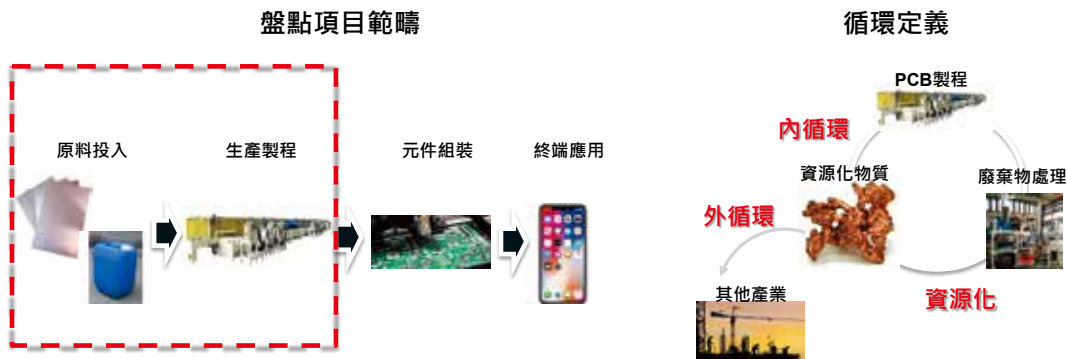 盤點項目範疇
原料投入
生產製程
元件組裝
終端應用
循環定義
PCB製程
內循環
資源化物質
廢棄物處理
外循環
其他產業
資源化